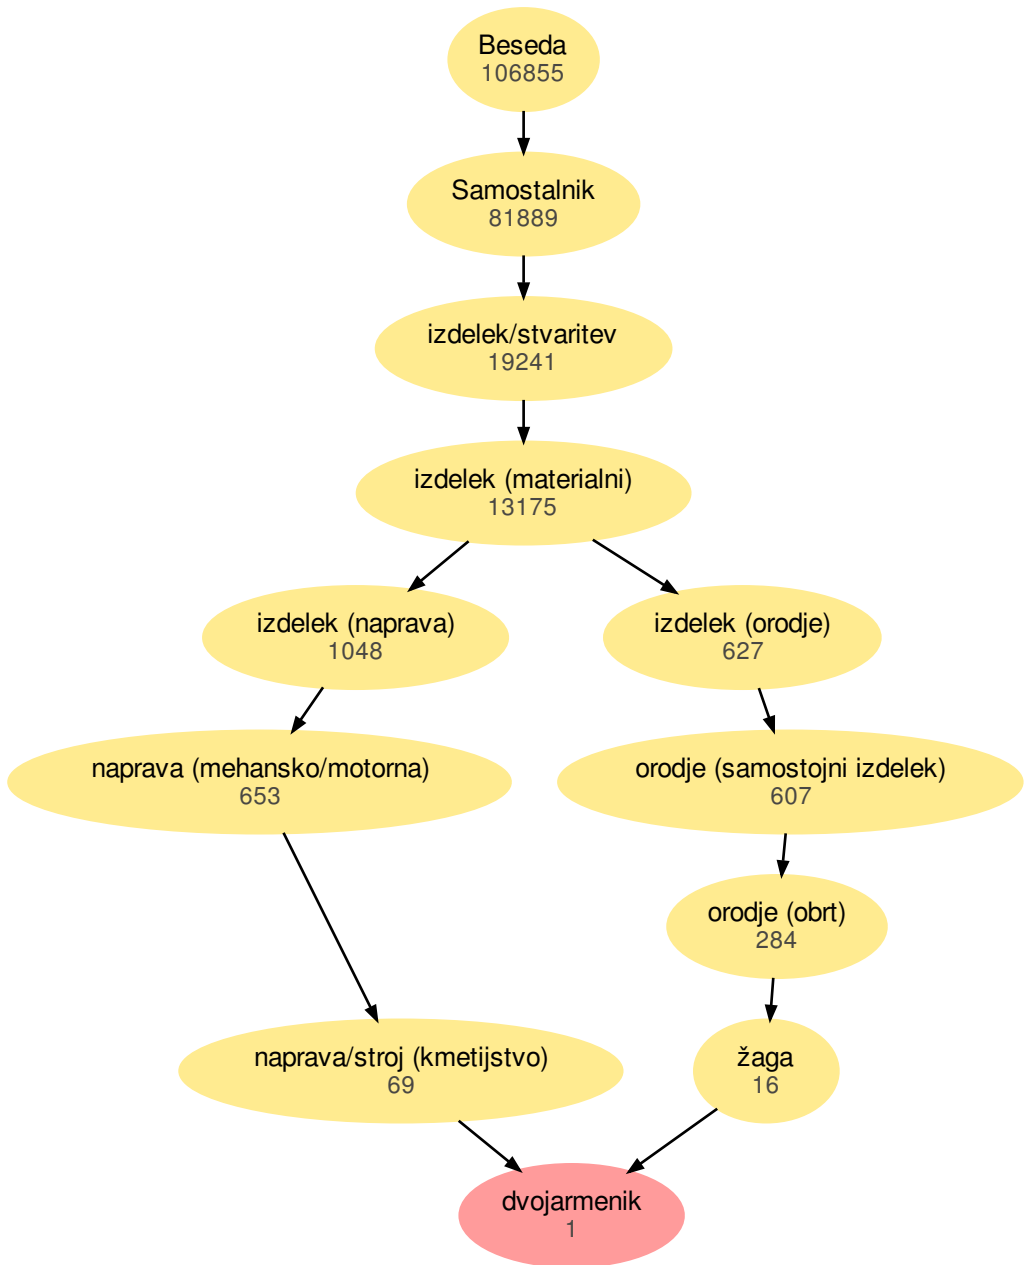 Beseda
106855
Samostalnik
81889
izdelek/stvaritev
19241
izdelek (materialni)
13175
izdelek (naprava)
1048
izdelek (orodje)
627
naprava (mehansko/motorna)
653
orodje (samostojni izdelek)
607
orodje (obrt)
284
naprava/stroj (kmetijstvo)
69
žaga
16
dvojarmenik
1